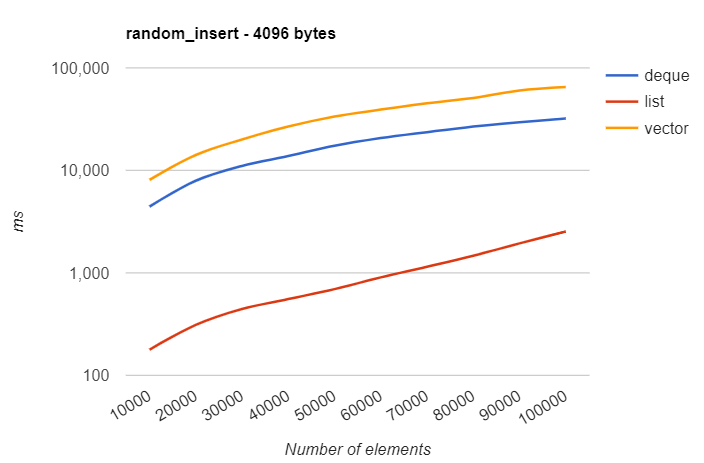 random_insert - 4096 bytes
100,000
10,000
1,000
100
ms
deque
list
vector
10000
20000
30000
40000
50000
60000
70000
80000
90000
100000
Number of elements